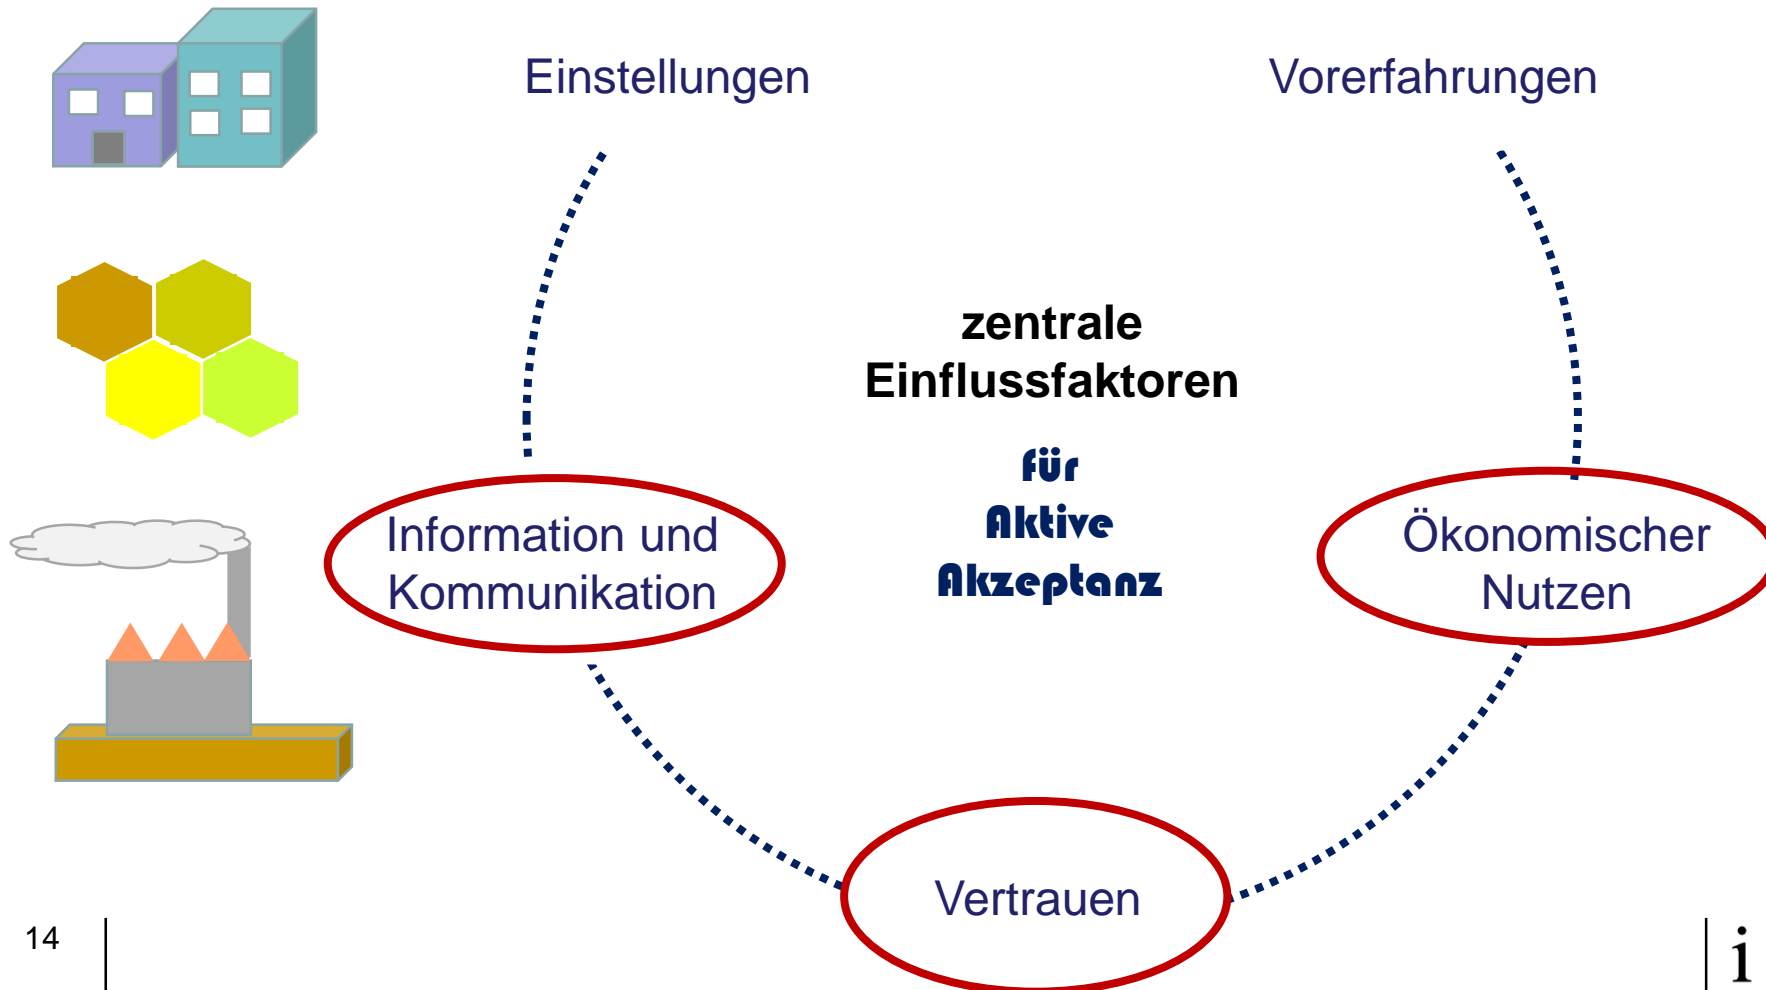 Einstellungen
Vorerfahrungen
zentrale
Einflussfaktoren
für
Aktive
Akzeptanz
Information und
Kommunikation
Ökonomischer
Nutzen
Vertrauen
14
i